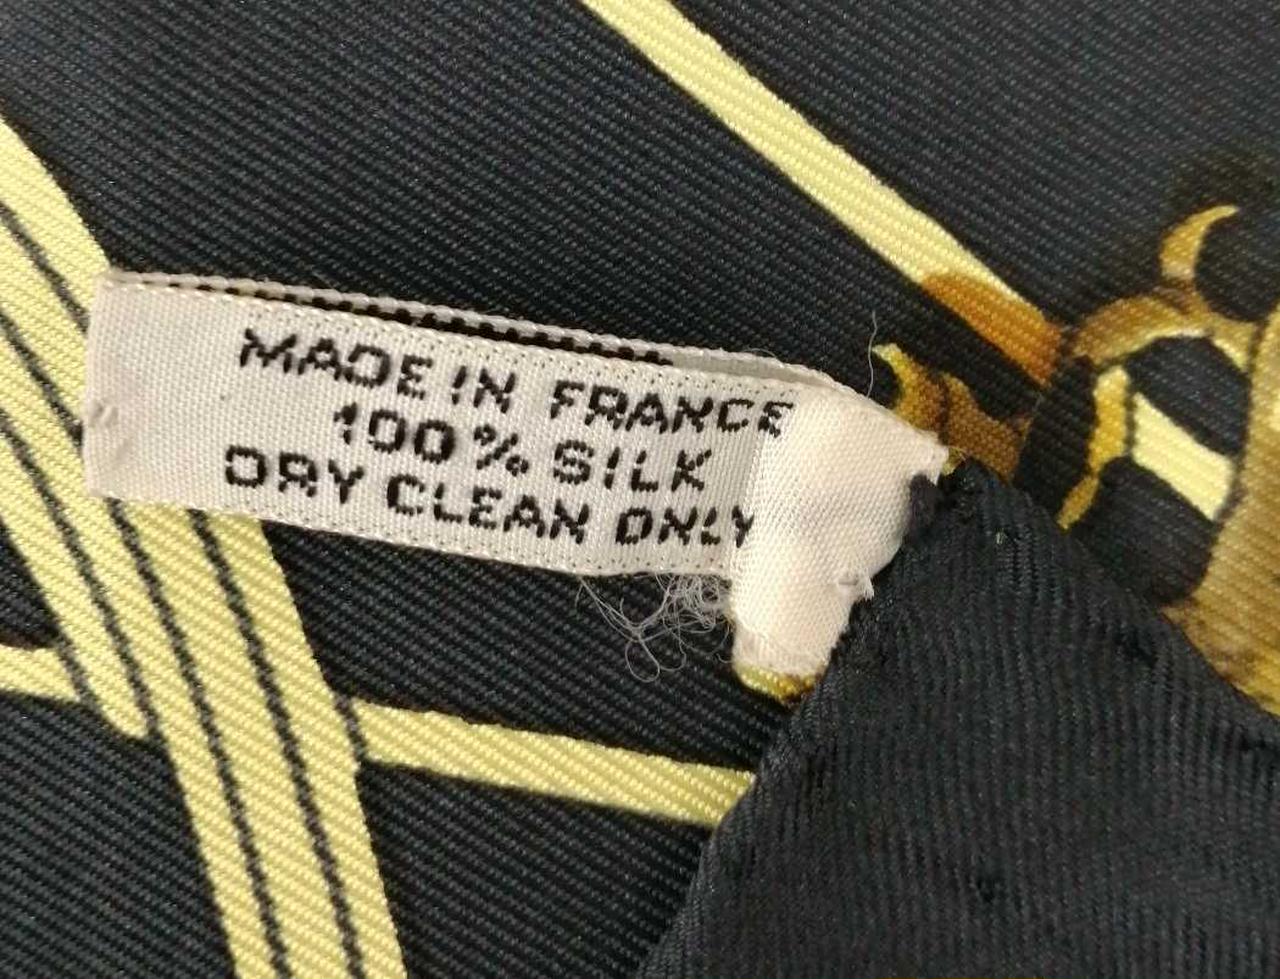 MADE IN FRANCE
100% SILK
DRY CLEAN ONLY